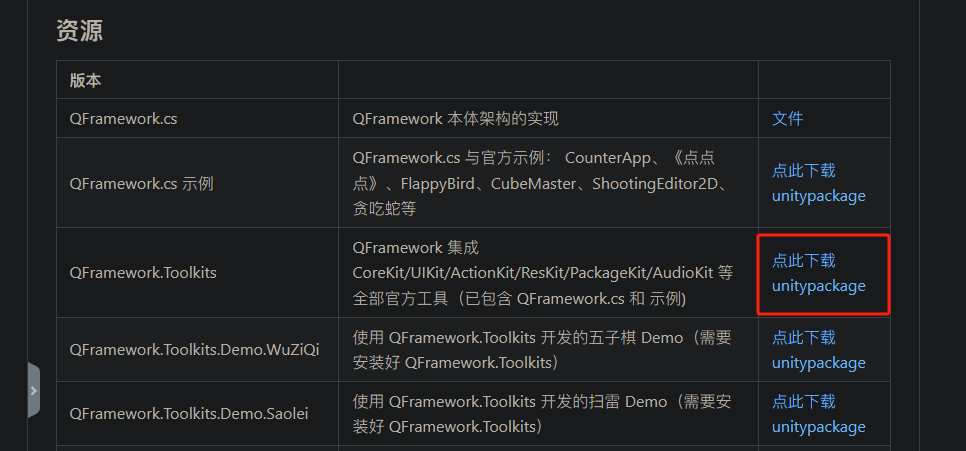 资源
版本
QFramework.cs
QFramework 本体架构的实现
文件
QFramework.cs 示例
QFramework.cs 与官方示例： CounterApp、《点点
点》、FlappyBird、CubeMaster、ShootingEditor2D、
贪吃蛇等
点此下载
unitypackage
QFramework.Toolkits
QFramework 集成
CoreKit/UIKit/ActionKit/ResKit/PackageKit/AudioKit 等
全部官方工具（已包含 QFramework.cs 和 示例)
点此下载
unitypackage
QFramework.Toolkits.Demo.WuZiQi
使用 QFramework.Toolkits 开发的五子棋 Demo（需要
安装好 QFramework.Toolkits）
点此下载
unitypackage
QFramework.Toolkits.Demo.Saolei
使用 QFramework.Toolkits 开发的扫雷 Demo（需要安
装好 QFramework.Toolkits）
点此下载
unitypackage